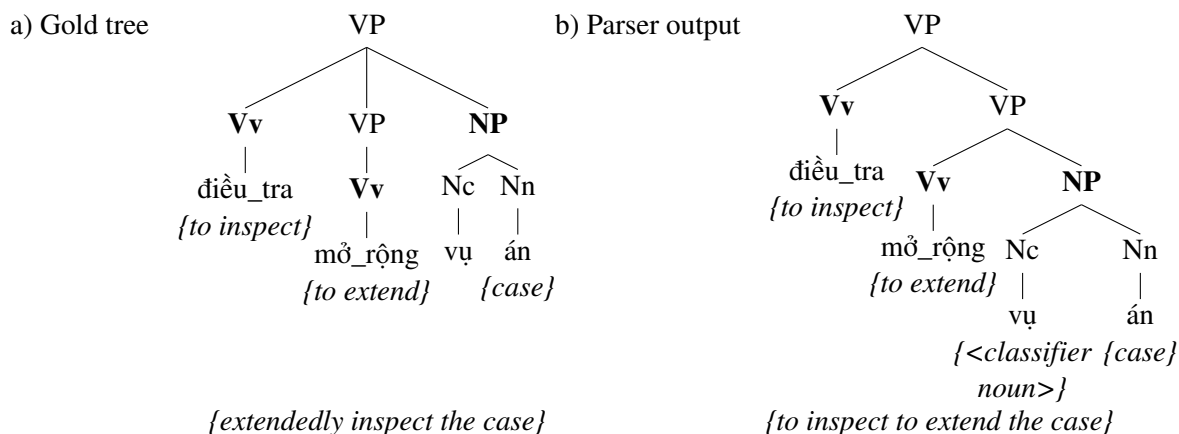 a) Gold tree VP b) Parser output VP
Vv VP NP Vv VP
điều_tra Vv Nc Nn điều_tra Vv NP
{to inspect} {to inspect}
mở_rộng vụ án mở_rộng Nc Nn
{to extend} {case} {to extend}
vụ án
{<classifier {case}
noun>}
{extendedly inspect the case} {to inspect to extend the case}